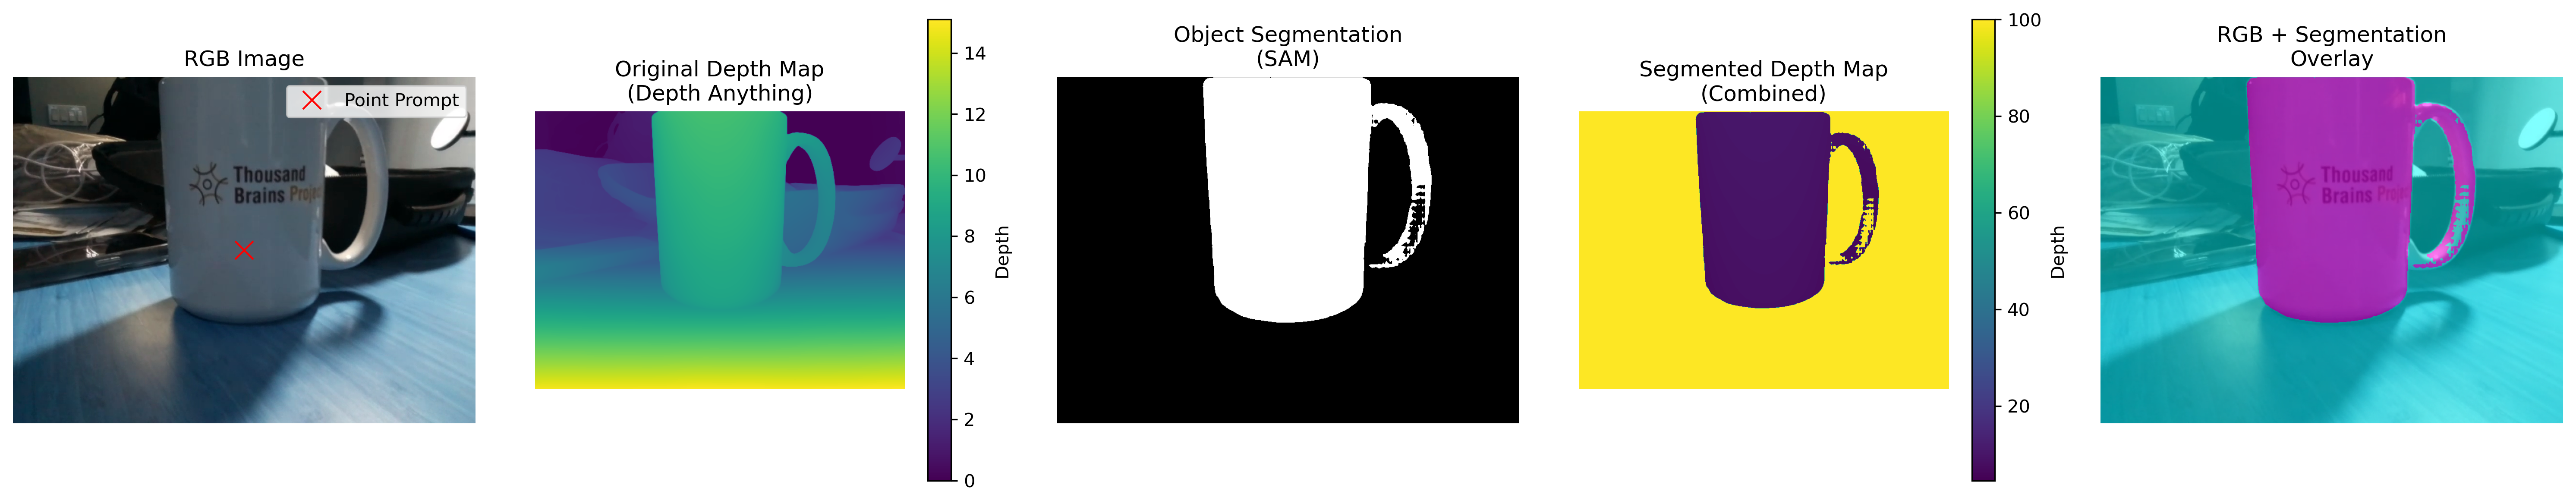 RGB Image
Point Prompt
Thousand
Brains Project
Original Depth Map
(Depth Anything)
14
12
10
8
6
4
2
0
Depth
Object Segmentation
(SAM)
Segmented Depth Map
(Combined)
100
80
60
40
20
Depth
RGB + Segmentation
Overlay
Thousand
Brains Project